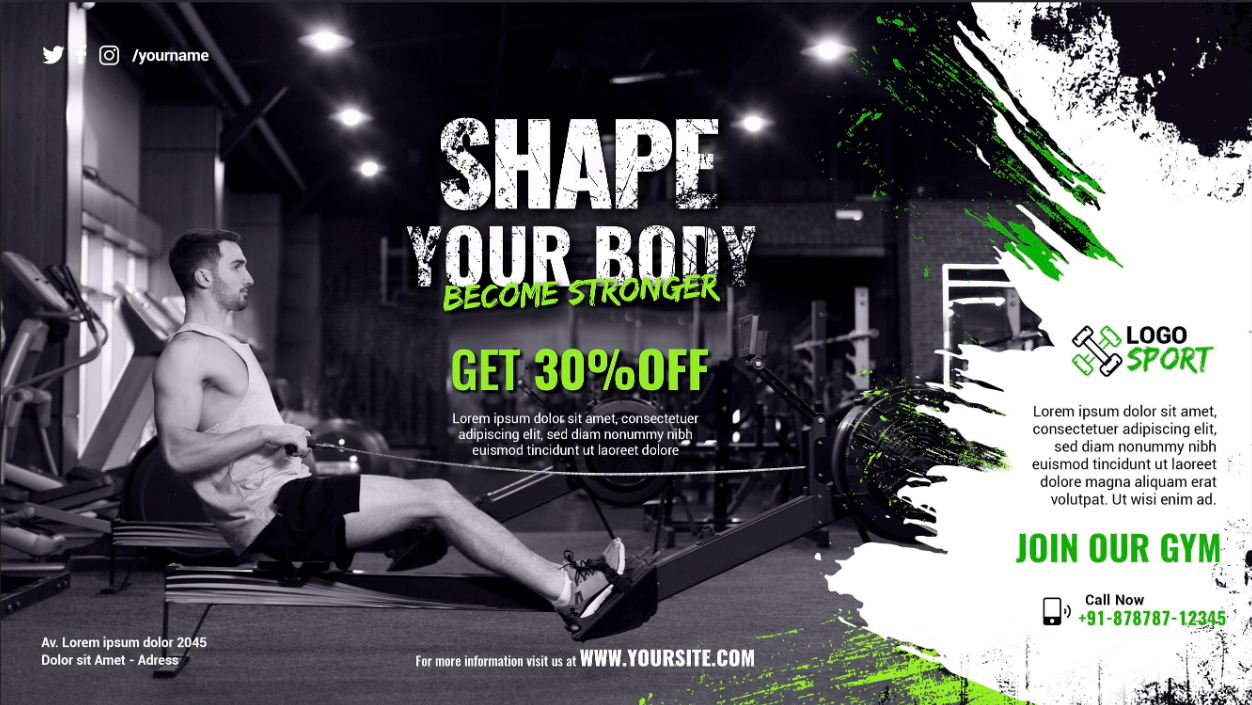 /yourname
SHAPE
YOUR BODY
BECOME STRONGER
GET 30%OFF
Lorem ipsum dolor sit amet, consectetuer
adipiscing elit, sed diam nonummy nibh
euismod tincidunt ut laoreet dolore
LOGO
SPORT
Lorem ipsum dolor sit amet,
consectetuer adipiscing elit,
sed diam nonummy nibh
euismod tincidunt ut laoreet
dolore magna aliquam erat
volutpat. Ut wisi enim ad.
JOIN OUR GYM
Call Now
+91-878787-12345
Av. Lorem ipsum dolor 2045
Dolor sit Amet - Adress
For more information visit us at WWW.YOURSITE.COM